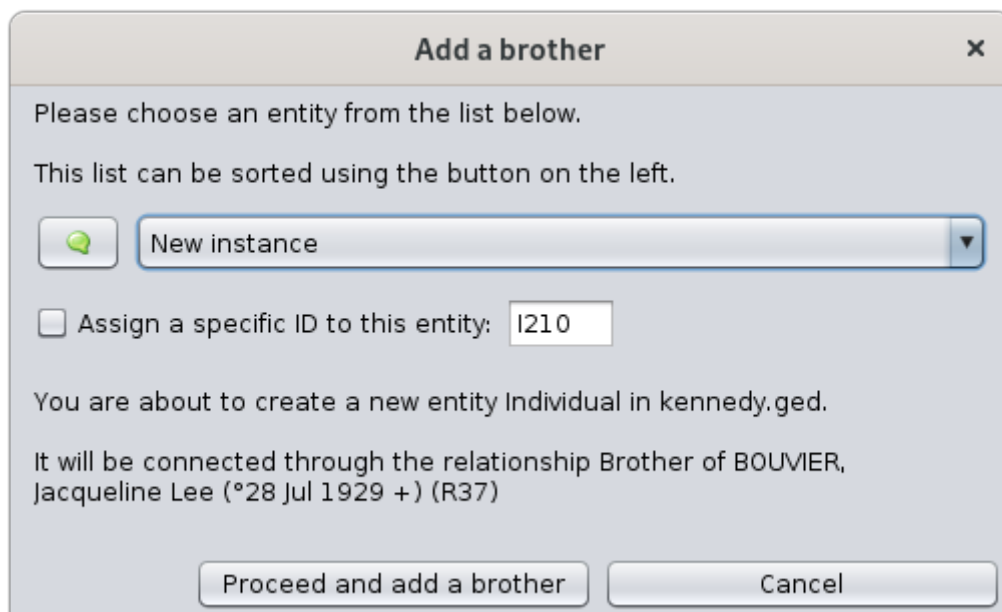 Add a brother
Please choose an entity from the list below.
This list can be sorted using the button on the left.
New instance
Assign a specific ID to this entity: I210
You are about to create a new entity Individual in kennedy.ged.
It will be connected through the relationship Brother of BOUVIER,
Jacqueline Lee (°28 Jul 1929 +) (R37)
Proceed and add a brother Cancel